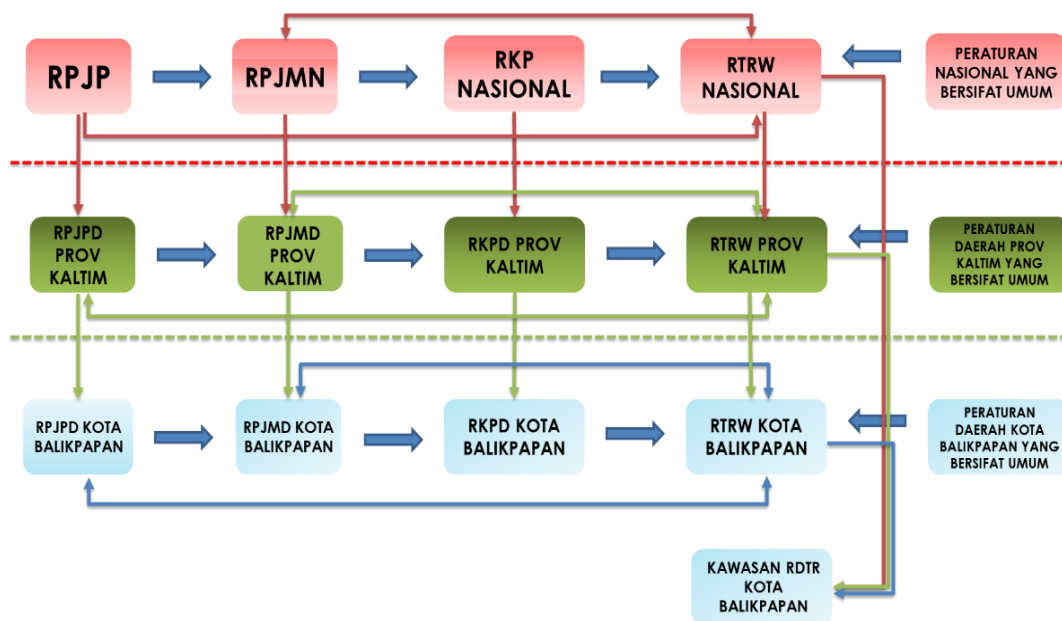 RPJP
RPJMN
RKP
NASIONAL
RTRW
NASIONAL
PERATURAN
NASIONAL YANG
BERSIFAT UMUM
RPJPD
PROV
KALTIM
RPJMD
PROV
KALTIM
RKPD PROV
KALTIM
RTRW PROV
KALTIM
PERATURAN
DAERAH PROV
KALTIM YANG
BERSIFAT UMUM
RPJPD KOTA
BALIKPAPAN
RPJMD KOTA
BALIKPAPAN
RKPD KOTA
BALIKPAPAN
RTRW KOTA
BALIKPAPAN
PERATURAN
DAERAH KOTA
BALIKPAPAN YANG
BERSIFAT UMUM
KAWASAN RDTR
KOTA
BALIKPAPAN